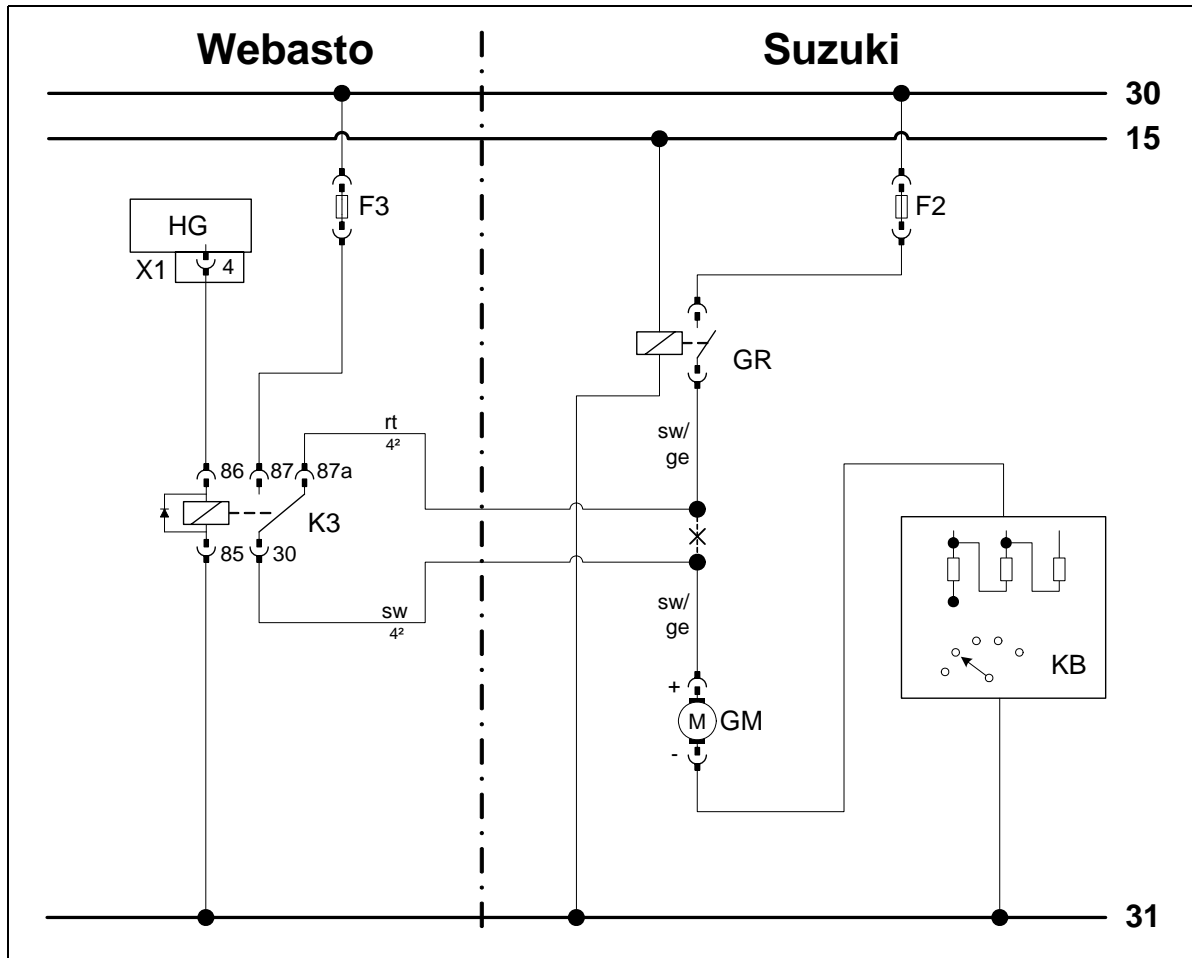 Webasto
Suzuki
30
15
F3
F2
HG
X1
4
GR
rt
4²
sw/
ge
86
87
87a
K3
85
30
sw
4²
sw/
ge
KB
+
M
GM
-
31